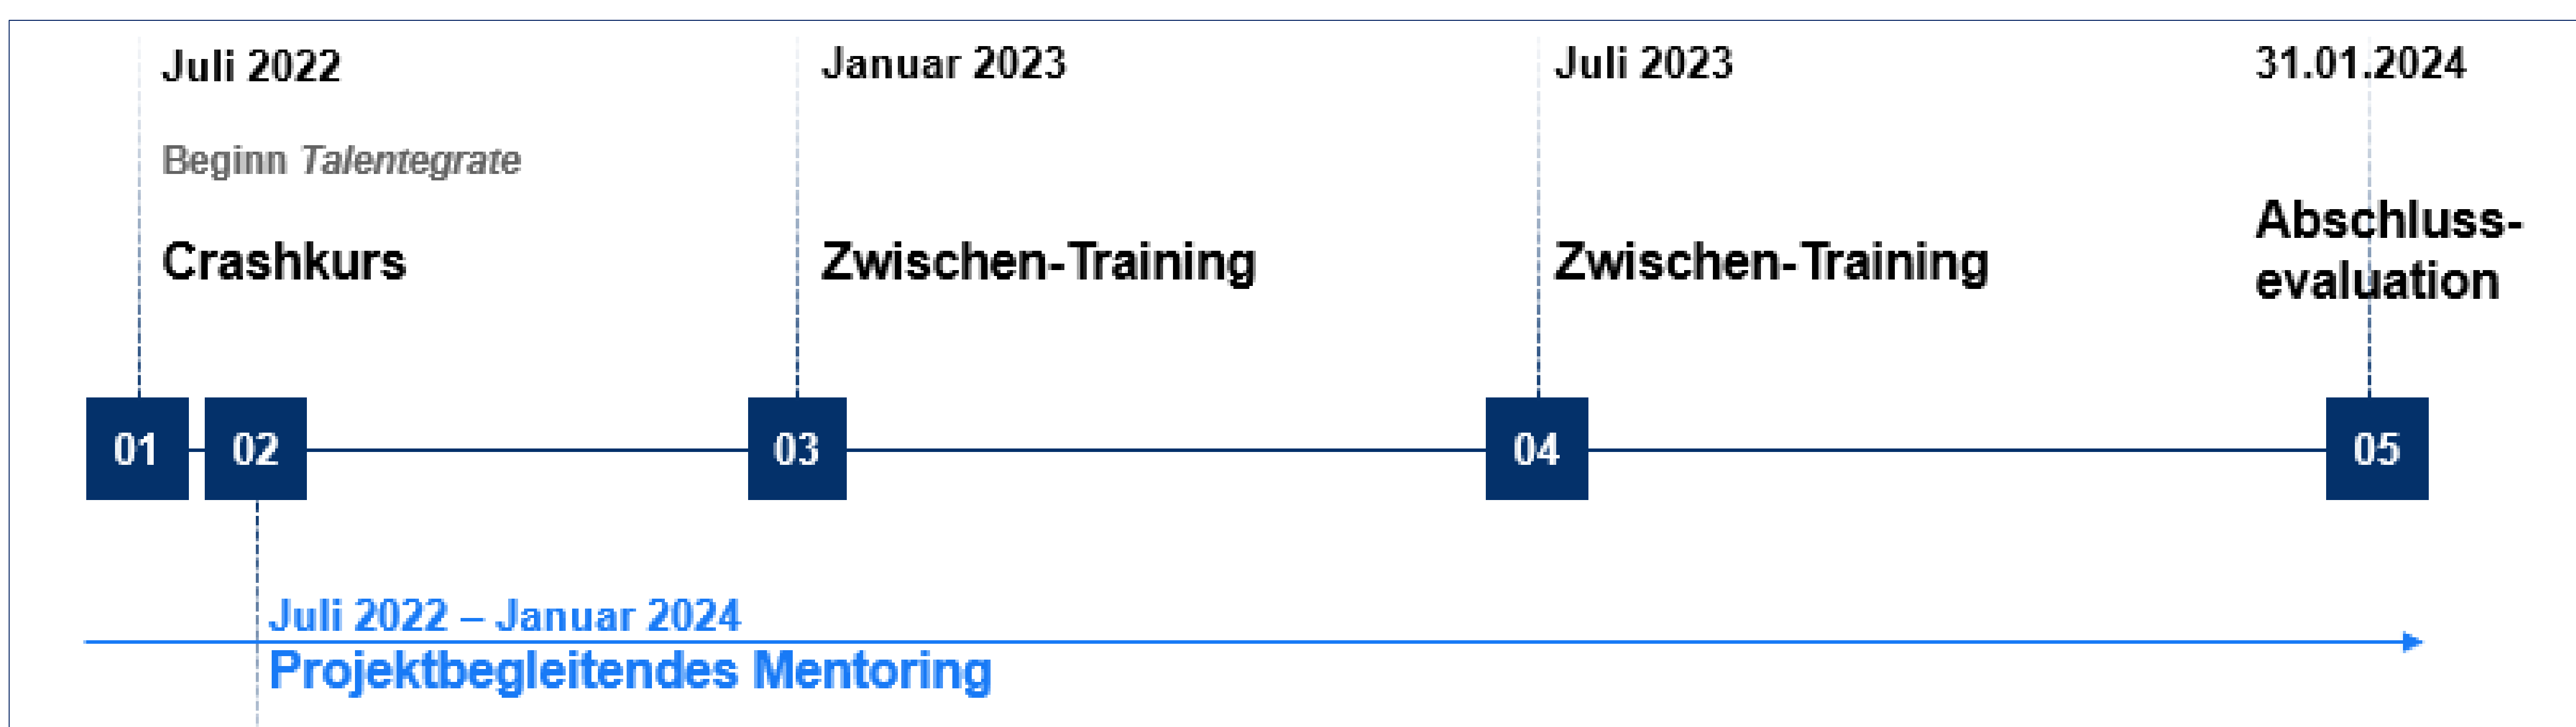 Juli 2022
Beginn Talentegrate
Crashkurs
Januar 2023
Zwischen-Training
Juli 2023
Zwischen-Training
31.01.2024
Abschluss-
evaluation
01
02
03
04
05
Juli 2022 – Januar 2024
Projektbegleitendes Mentoring